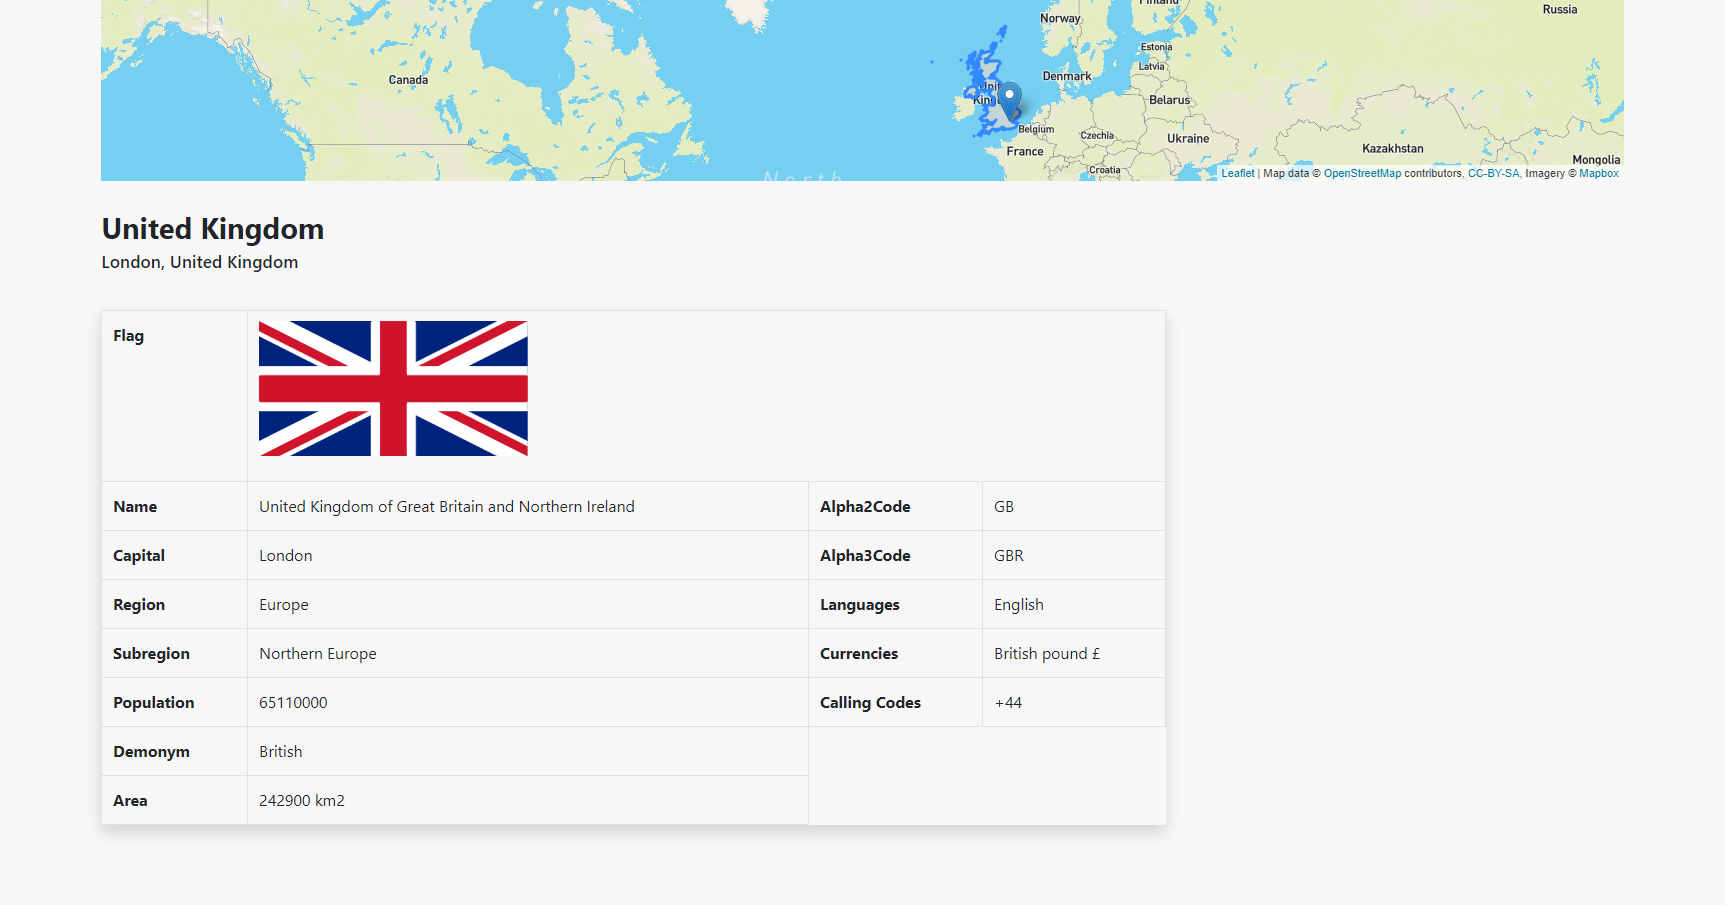 Finland
Norway
Russia
Estonia
Latvia
Canada
Denmark
United
Kingdom
Belarus
Belgium
Czechia
Ukraine
France
Kazakhstan
Mongolia
Croatia
North
Leaflet | Map data © OpenStreetMap contributors, CC-BY-SA, Imagery © Mapbox
United Kingdom
London, United Kingdom
Flag
Name United Kingdom of Great Britain and Northern Ireland Alpha2Code GB
Capital London Alpha3Code GBR
Region Europe Languages English
Subregion Northern Europe Currencies British pound £
Population 65110000 Calling Codes +44
Demonym British
Area 242900 km2